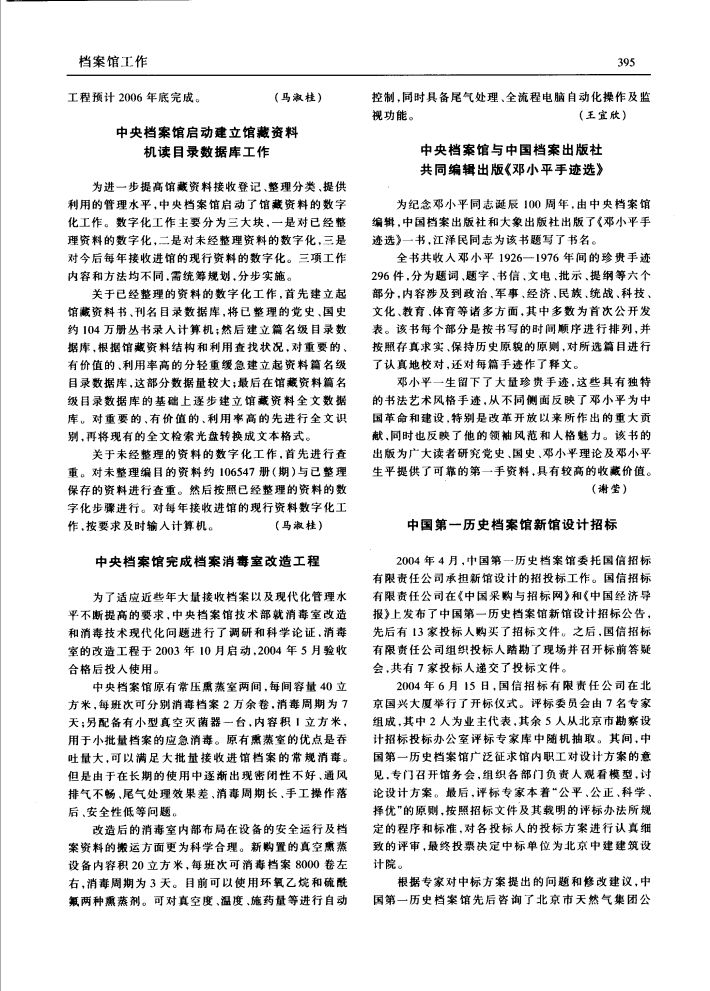 档案馆工作
395
工程预计 2006 年底完成。 (马淑桂)
中央档案馆启动建立馆藏资料
机读目录数据库工作
为进一步提高馆藏资料接收登记、整理分类、提供
利用的管理水平,中央档案馆启动了馆藏资料的数字
化工作。数字化工作主要分为三大块,一是对已经整
理资料的数字化,二是对未经整理资料的数字化,三是
对今后每年接收进馆的现行资料的数字化。三项工作
内容和方法均不同,需统筹规划,分步实施。
关于已经整理的资料的数字化工作,首先建立起
馆藏资料书、刊名目录数据库,将已整理的党史、国史
约 104 万册丛书录入计算机;然后建立篇名级目录数
据库,根据馆藏资料结构和利用查找状况,对重要的、
有价值的、利用率高的分轻重缓急建立起资料篇名级
目录数据库,这部分数据量较大;最后在馆藏资料篇名
级目录数据库的基础上逐步建立馆藏资料全文数据
库。对重要的、有价值的、利用率高的先进行全文识
别,再将现有的全文检索光盘转换成文本格式。
关于未经整理的资料的数字化工作,首先进行查
重。对未整理编目的资料约 106547 册(期)与已整理
保存的资料进行查重。然后按照已经整理的资料的数
字化步骤进行。对每年接收进馆的现行资料数字化工
作,按要求及时输入计算机。 (马淑桂)
中央档案馆完成档案消毒室改造工程
为了适应近些年大量接收档案以及现代化管理水
平不断提高的要求,中央档案馆技术部就消毒室改造
和消毒技术现代化问题进行了调研和科学论证,消毒
室的改造工程于 2003 年 10 月启动,2004 年 5 月验收
合格后投入使用。
中央档案馆原有常压熏蒸室两间,每间容量 40 立
方米,每班次可分别消毒档案 2 万余卷,消毒周期为 7
天;另配备有小型真空灭菌器一台,内容积 1 立方米,
用于小批量档案的应急消毒。原有熏蒸室的优点是吞
吐量大,可以满足大批量接收进馆档案的常规消毒。
但是由于在长期的使用中逐渐出现密闭性不好、通风
排气不畅、尾气处理效果差、消毒周期长、手工操作落
后、安全性低等问题。
改造后的消毒室内部布局在设备的安全运行及档
案资料的搬运方面更为科学合理。新购置的真空熏蒸
设备内容积 20 立方米,每班次可消毒档案 8000 卷左
右,消毒周期为 3 天。目前可以使用环氧乙烷和硫酰
氟两种熏蒸剂。可对真空度、温度、施药量等进行自动
控制,同时具备尾气处理、全流程电脑自动化操作及监
视功能。 (王宜欣)
中央档案馆与中国档案出版社
共同编辑出版《邓小平手迹选》
为纪念邓小平同志诞辰 100 周年,由中央档案馆
编辑,中国档案出版社和大象出版社出版了《邓小平手
迹选》一书,江泽民同志为该书题写了书名。
全书共收入邓小平 1926—1976 年间的珍贵手迹
296 件,分为题词、题字、书信、文电、批示、提纲等六个
部分,内容涉及到政治、军事、经济、民族、统战、科技、
文化、教育、体育等诸多方面,其中多数为首次公开发
表。该书每个部分是按书写的时间顺序进行排列,并
按照存真求实、保持历史原貌的原则,对所选篇目进行
了认真地校对,还对每篇手迹作了释文。
邓小平一生留下了大量珍贵手迹,这些具有独特
的书法艺术风格手迹,从不同侧面反映了邓小平为中
国革命和建设,特别是改革开放以来所作出的重大贡
献,同时也反映了他的领袖风范和人格魅力。该书的
出版为广大读者研究党史、国史、邓小平理论及邓小平
生平提供了可靠的第一手资料,具有较高的收藏价值。
(谢莹)
中国第一历史档案馆新馆设计招标
2004 年 4 月,中国第一历史档案馆委托国信招标
有限责任公司承担新馆设计的招投标工作。国信招标
有限责任公司在《中国采购与招标网》和《中国经济导
报》上发布了中国第一历史档案馆新馆设计招标公告,
先后有 13 家投标人购买了招标文件。之后,国信招标
有限责任公司组织投标人踏勘了现场并召开标前答疑
会,共有 7 家投标人递交了投标文件。
2004 年 6 月 15 日,国信招标有限责任公司在北
京国兴大厦举行了开标仪式。评标委员会由 7 名专家
组成,其中 2 人为业主代表,其余 5 人从北京市勘察设
计招标投标办公室评标专家库中随机抽取。其间,中
国第一历史档案馆广泛征求馆内职工对设计方案的意
见,专门召开馆务会,组织各部门负责人观看模型,讨
论设计方案。最后,评标专家本着“公平、公正、科学、
择优”的原则,按照招标文件及其载明的评标办法所规
定的程序和标准,对各投标人的投标方案进行认真细
致的评审,最终投票决定中标单位为北京中建建筑设
计院。
根据专家对中标方案提出的问题和修改建议,中
国第一历史档案馆先后咨询了北京市天然气集团公